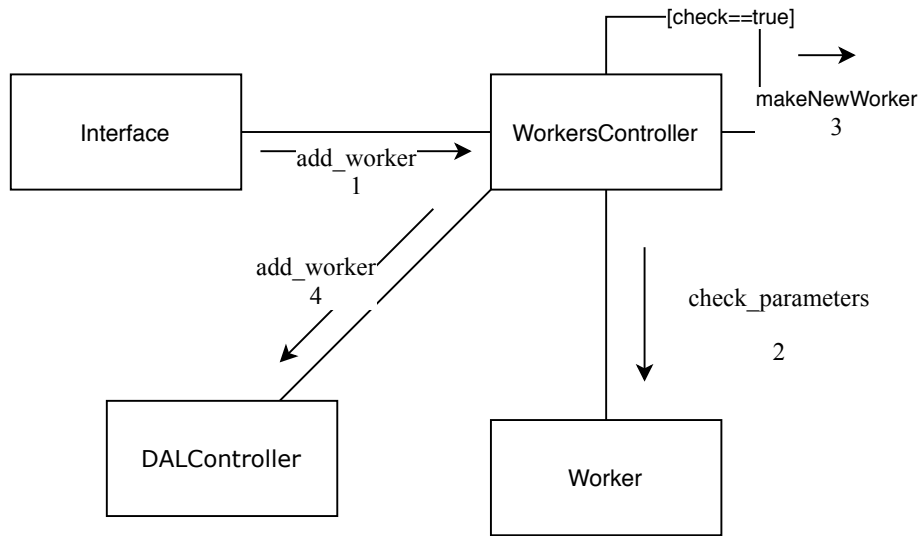 [check==true]
Interface
WorkersController
makeNewWorker
3
add_worker
1
add_worker
4
check_parameters
2
DALController
Worker